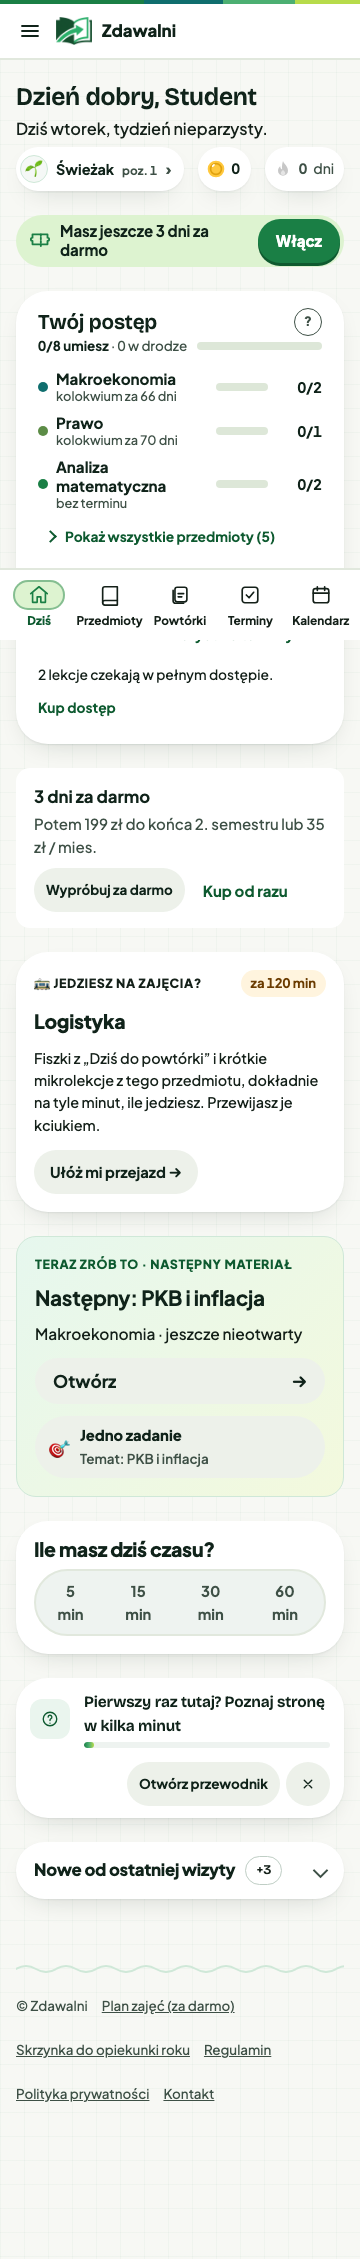 Zdawalni
Dzień dobry, Student
Dziś wtorek, tydzień nieparzysty.
Świeżak poz. 1 › 0 0 dni
Masz jeszcze 3 dni za
darmo
Włącz
Twój postęp ?
0/8 umiesz · 0 w drodze
Makroekonomia
kolokwium za 66 dni
0/2
Prawo
kolokwium za 70 dni
0/1
Analiza
matematyczna
bez terminu
0/2
Pokaż wszystkie przedmioty (5)
Dziś Przedmioty Powtórki Terminy Kalendarz
2 lekcje czekają w pełnym dostępie.
Kup dostęp
3 dni za darmo
Potem 199 zł do końca 2. semestru lub 35
zł / mies.
Wypróbuj za darmo Kup od razu
JEDZIESZ NA ZAJĘCIA? za 120 min
Logistyka
Fiszki z „Dziś do powtórki” i krótkie
mikrolekcje z tego przedmiotu, dokładnie
na tyle minut, ile jedziesz. Przewijasz je
kciukiem.
Ułóż mi przejazd →
TERAZ ZRÓB TO · NASTĘPNY MATERIAŁ
Następny: PKB i inflacja
Makroekonomia · jeszcze nieotwarty
Otwórz →
Jedno zadanie
Temat: PKB i inflacja
Ile masz dziś czasu?
5 min
15 min
30 min
60 min
Pierwszy raz tutaj? Poznaj stronę
w kilka minut
Otwórz przewodnik ×
Nowe od ostatniej wizyty +3
© Zdawalni Plan zajęć (za darmo)
Skrzynka do opiekunki roku Regulamin
Polityka prywatności Kontakt